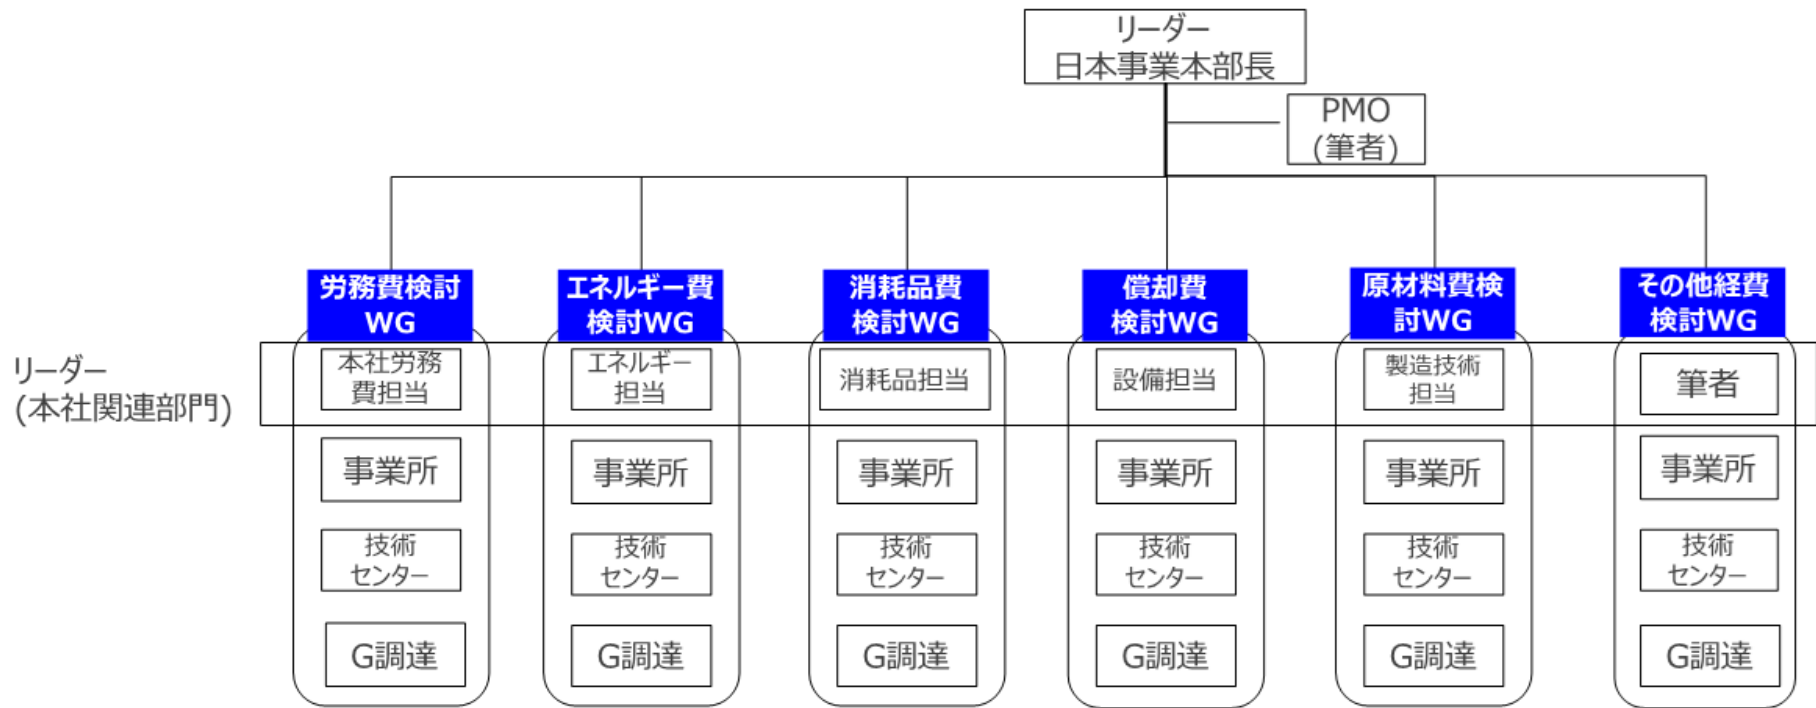 リーダー
日本事業本部長
PMO
(筆者)
労務費検討
WG
エネルギー費
検討WG
消耗品費
検討WG
償却費
検討WG
原材料費検
討WG
その他経費
検討WG
リーダー
(本社関連部門)
本社労務
費担当
エネルギー
担当
消耗品担当
設備担当
製造技術
担当
筆者
事業所
事業所
事業所
事業所
事業所
事業所
技術
センター
技術
センター
技術
センター
技術
センター
技術
センター
技術
センター
G調達
G調達
G調達
G調達
G調達
G調達